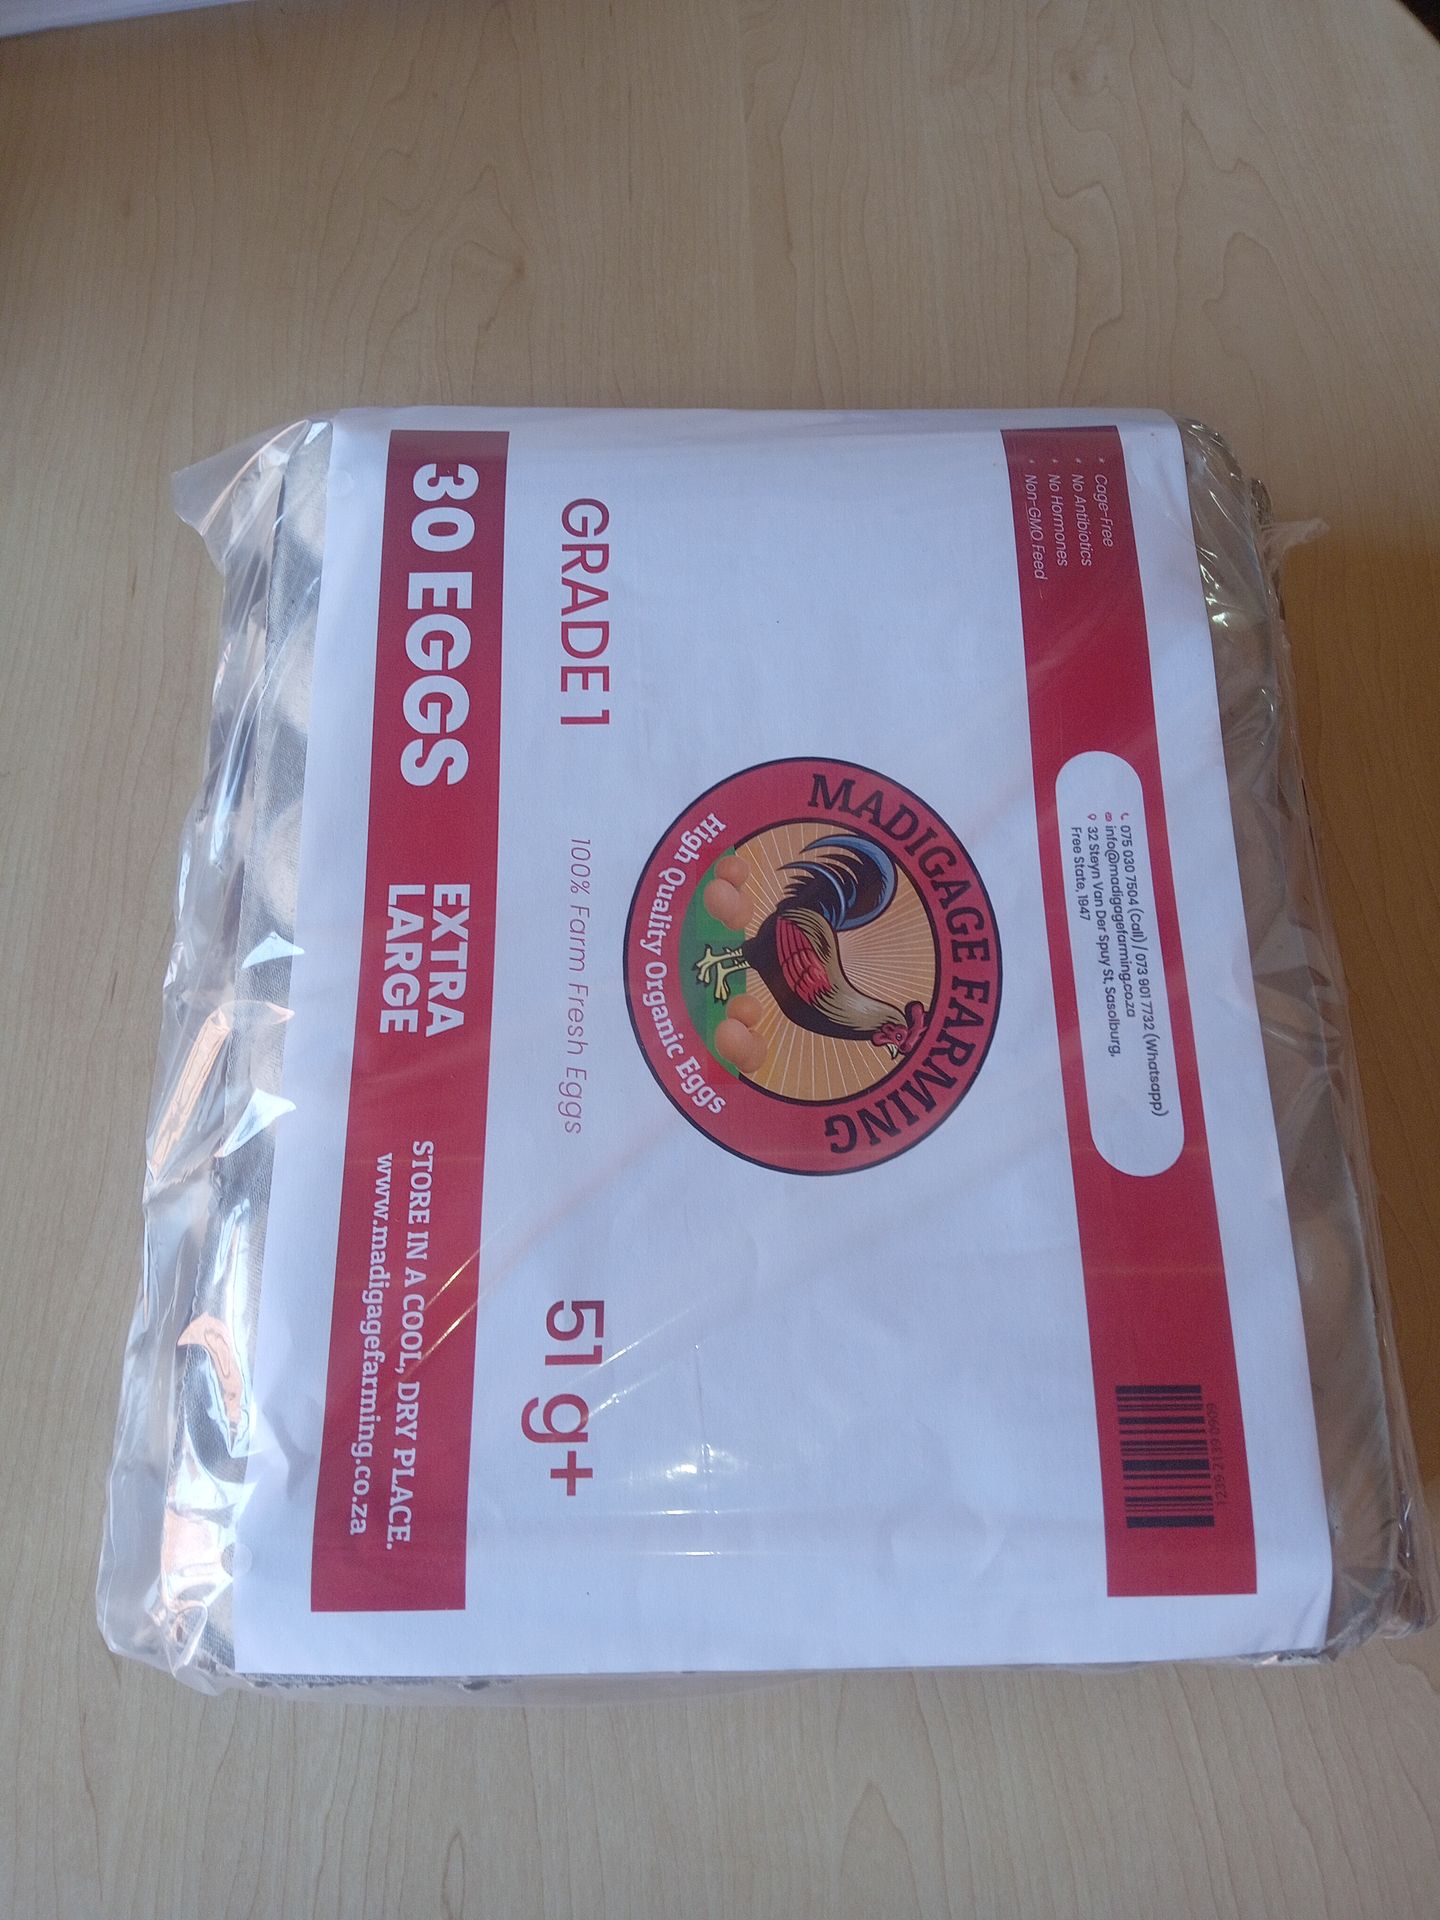 • Cage-Free
• No Antibiotics
• No Hormones
• Non-GMO Feed
075 030 7504 (Call) / 073 901 7732 (Whatsapp)
info@madigagefarming.co.za
32 Steyn Van Der Spuy St, Sasolburg,
Free State, 1947
MADIGAGE FARMING
High Quality Organic Eggs
GRADE 1
100% Farm Fresh Eggs
51 g+
30 EGGS
EXTRA
LARGE
STORE IN A COOL, DRY PLACE.
www.madigagefarming.co.za